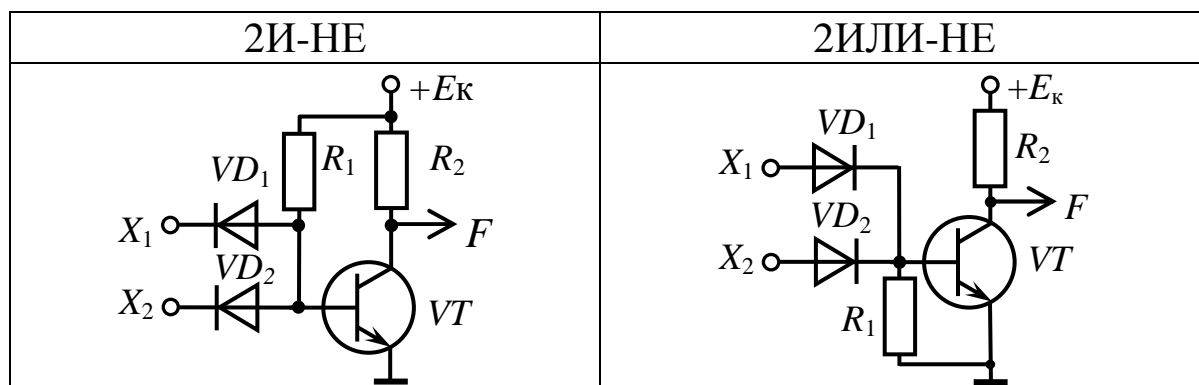 2И-НЕ
2ИЛИ-НЕ
+Eк
R₁
R₂
VD₁
X₁
F
VD₂
X₂
VT
+Eк
VD₁
R₂
X₁
F
VD₂
X₂
VT
R₁